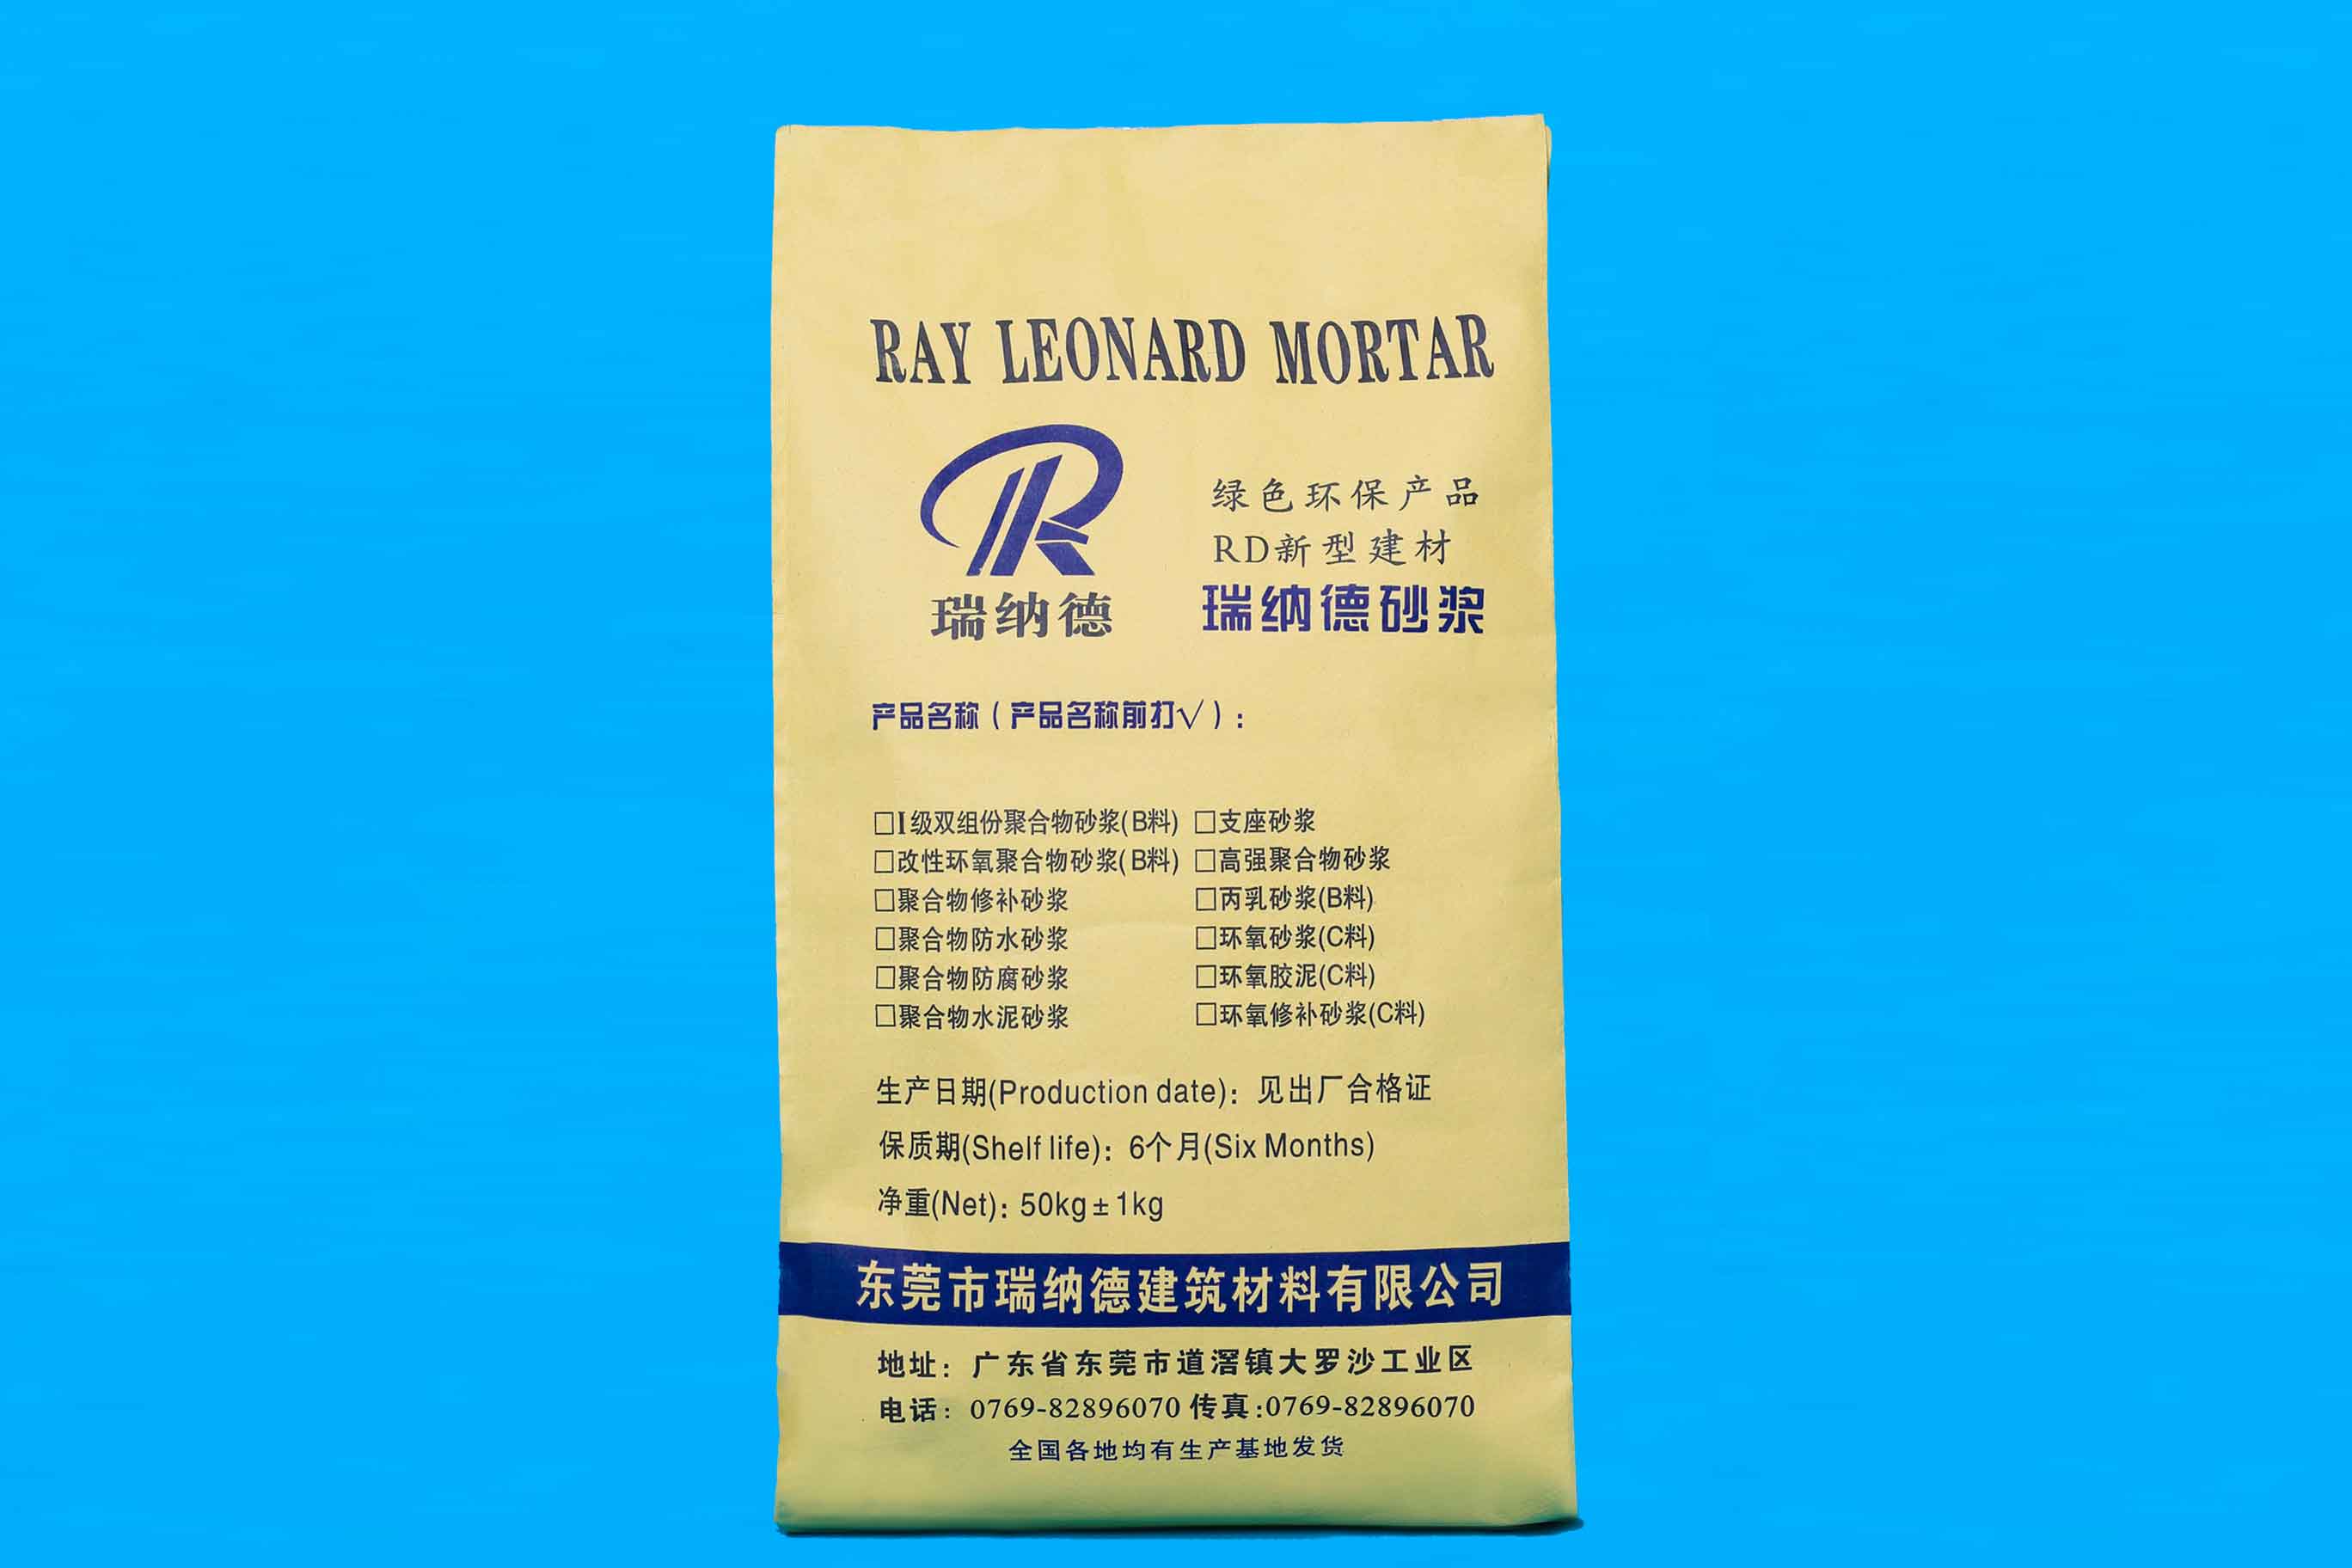 RAY LEONARD MORTAR
瑞纳德
绿色环保产品
RD新型建材
瑞纳德砂浆
产品名称（产品名称前打√）：
□I级双组份聚合物砂浆(B料) □支座砂浆
□改性环氧聚合物砂浆(B料) □高强聚合物砂浆
□聚合物修补砂浆 □丙乳砂浆(B料)
□聚合物防水砂浆 □环氧砂浆(C料)
□聚合物防腐砂浆 □环氧胶泥(C料)
□聚合物水泥砂浆 □环氧修补砂浆(C料)
生产日期(Production date)：见出厂合格证
保质期(Shelf life)：6个月(Six Months)
净重(Net)：50kg±1kg
东莞市瑞纳德建筑材料有限公司
地址：广东省东莞市道滘镇大罗沙工业区
电话：0769-82896070 传真:0769-82896070
全国各地均有生产基地发货